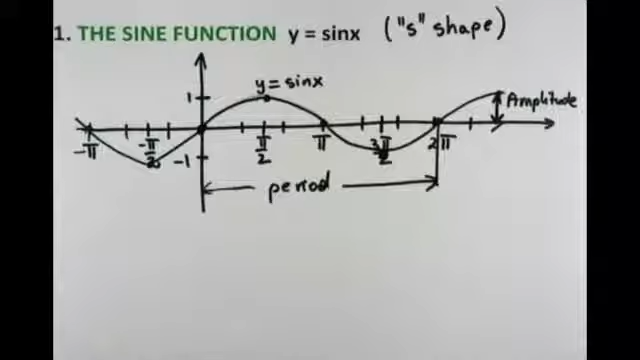 1. THE SINE FUNCTION y = sinx ("s" shape)
y = sinx
1
Amplitude
-π
-π/2
-1
π/2
π
3π/2
2π
period